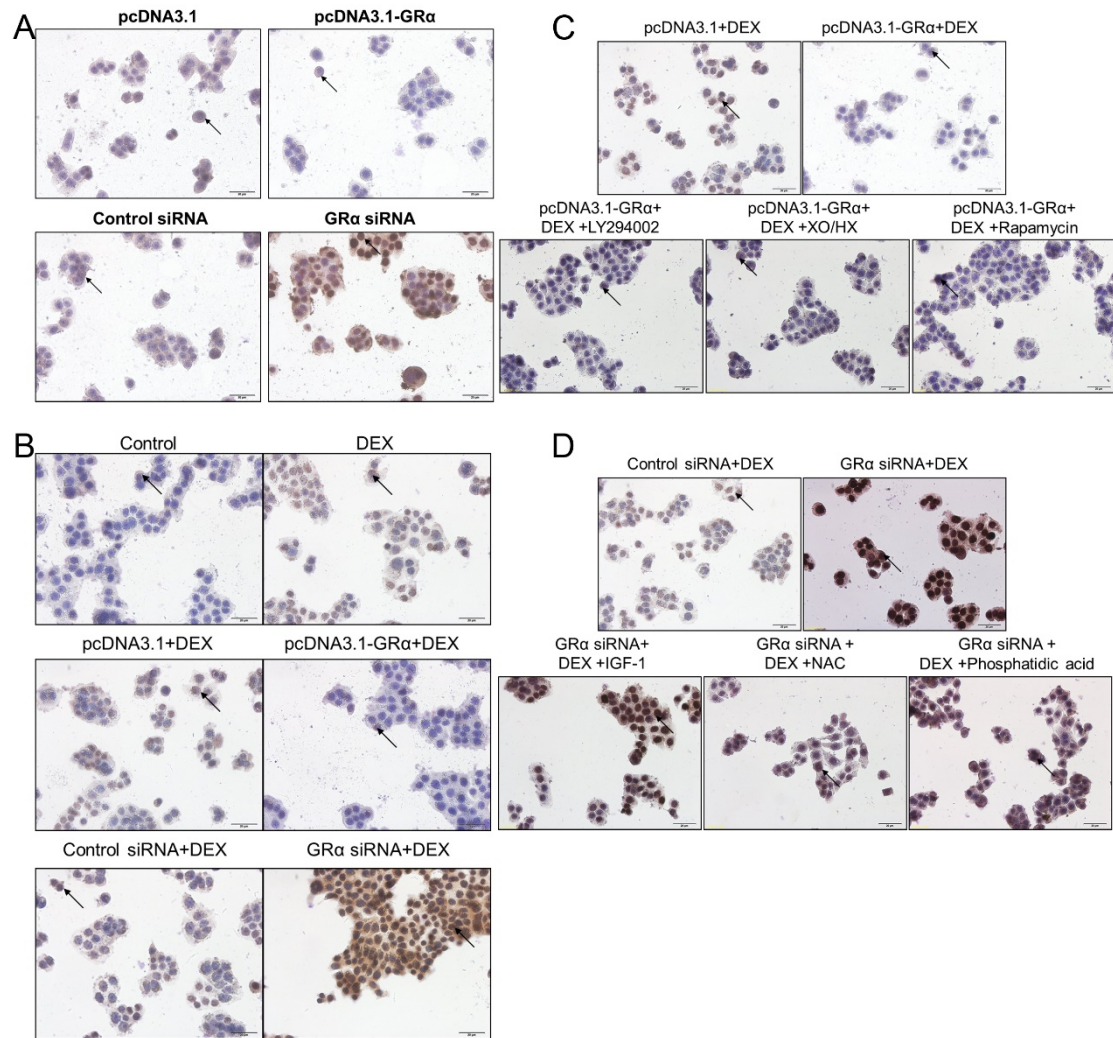 A
pcDNA3.1
pcDNA3.1-GRα
Control siRNA
GRα siRNA
B
Control
DEX
pcDNA3.1+DEX
pcDNA3.1-GRα+DEX
Control siRNA+DEX
GRα siRNA+DEX
C
pcDNA3.1+DEX
pcDNA3.1-GRα+DEX
pcDNA3.1-GRα+
DEX +LY294002
pcDNA3.1-GRα+
DEX +XO/HX
pcDNA3.1-GRα+
DEX +Rapamycin
D
Control siRNA+DEX
GRα siRNA+DEX
GRα siRNA+
DEX +IGF-1
GRα siRNA +
DEX +NAC
GRα siRNA +
DEX +Phosphatidic acid